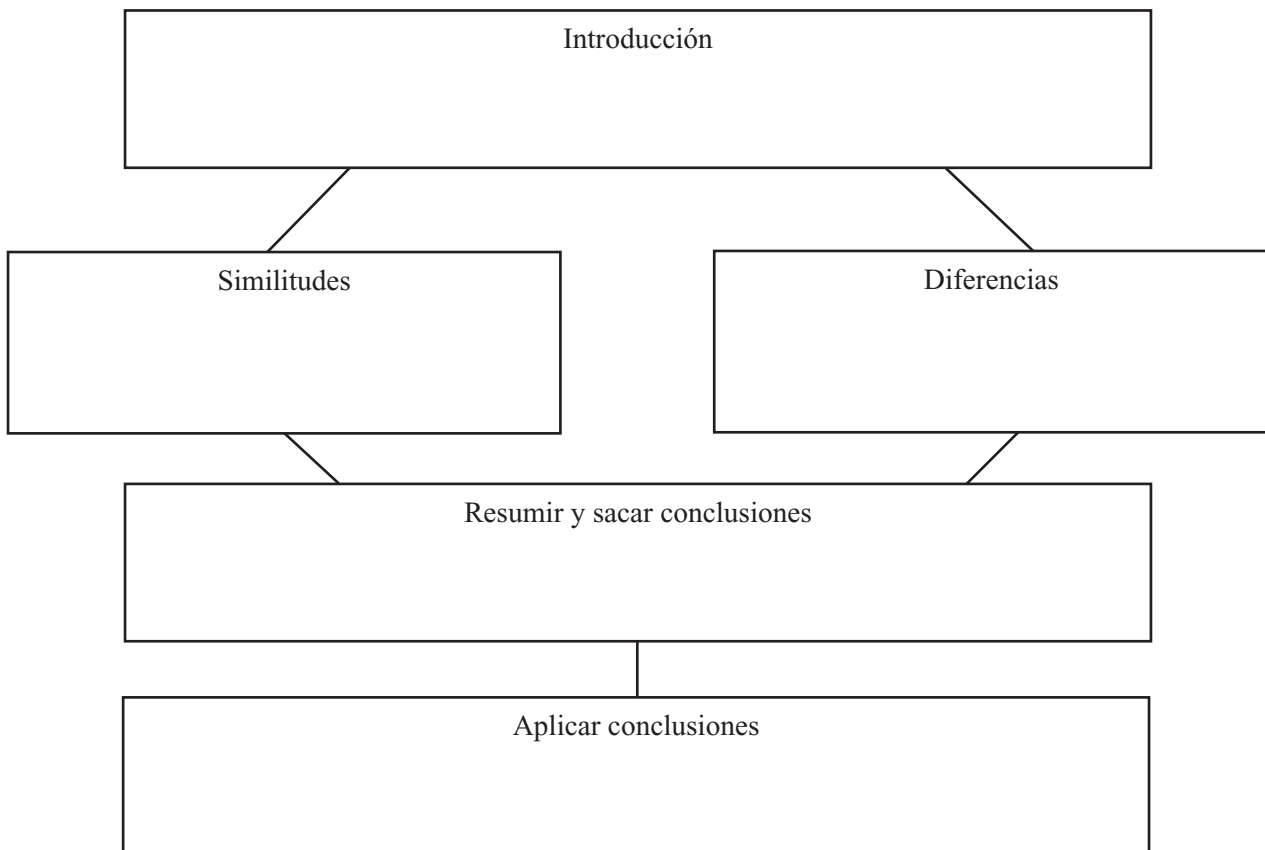 Introducción
Similitudes
Diferencias
Resumir y sacar conclusiones
Aplicar conclusiones